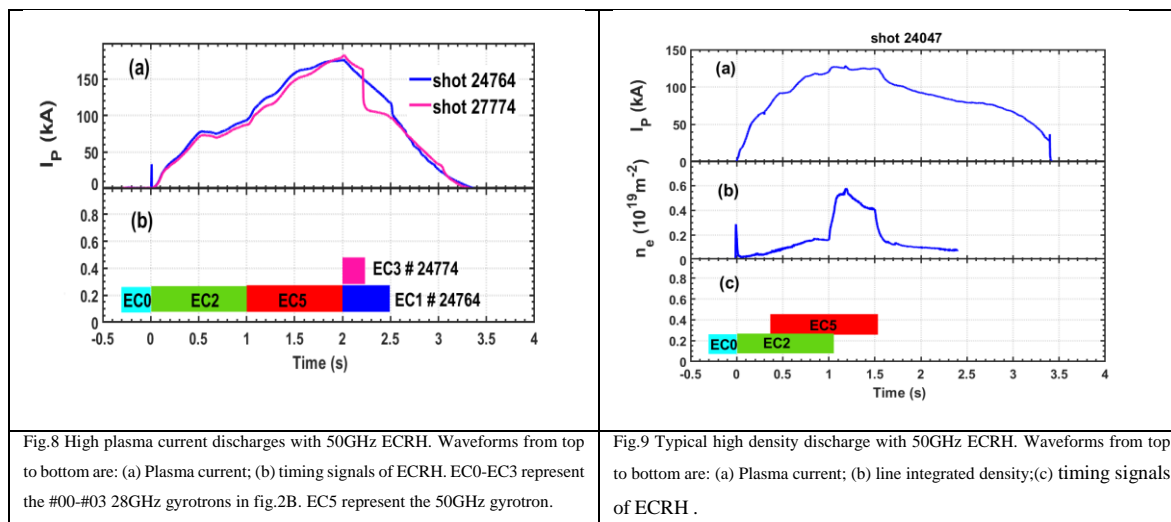 (a)
shot 24764
shot 27774
I_P (kA)
150
100
50
0
(b)
0.8
0.6
0.4
0.2
0
EC3 # 24774
EC0 EC2 EC5 EC1 # 24764
-0.5 0 0.5 1 1.5 2 2.5 3 3.5 4
Time (s)
Fig.8 High plasma current discharges with 50GHz ECRH. Waveforms from top
to bottom are: (a) Plasma current; (b) timing signals of ECRH. EC0-EC3 represent
the #00-#03 28GHz gyrotrons in fig.2B. EC5 represent the 50GHz gyrotron.
shot 24047
(a)
I_P (kA)
150
100
50
0
(b)
n_e (10^19 m^-2)
0.6
0.4
0.2
0
(c)
0.8
0.6
0.4
0.2
0
EC5
EC0 EC2
-0.5 0 0.5 1 1.5 2 2.5 3 3.5 4
Time (s)
Fig.9 Typical high density discharge with 50GHz ECRH. Waveforms from top
to bottom are: (a) Plasma current; (b) line integrated density;(c) timing signals
of ECRH .